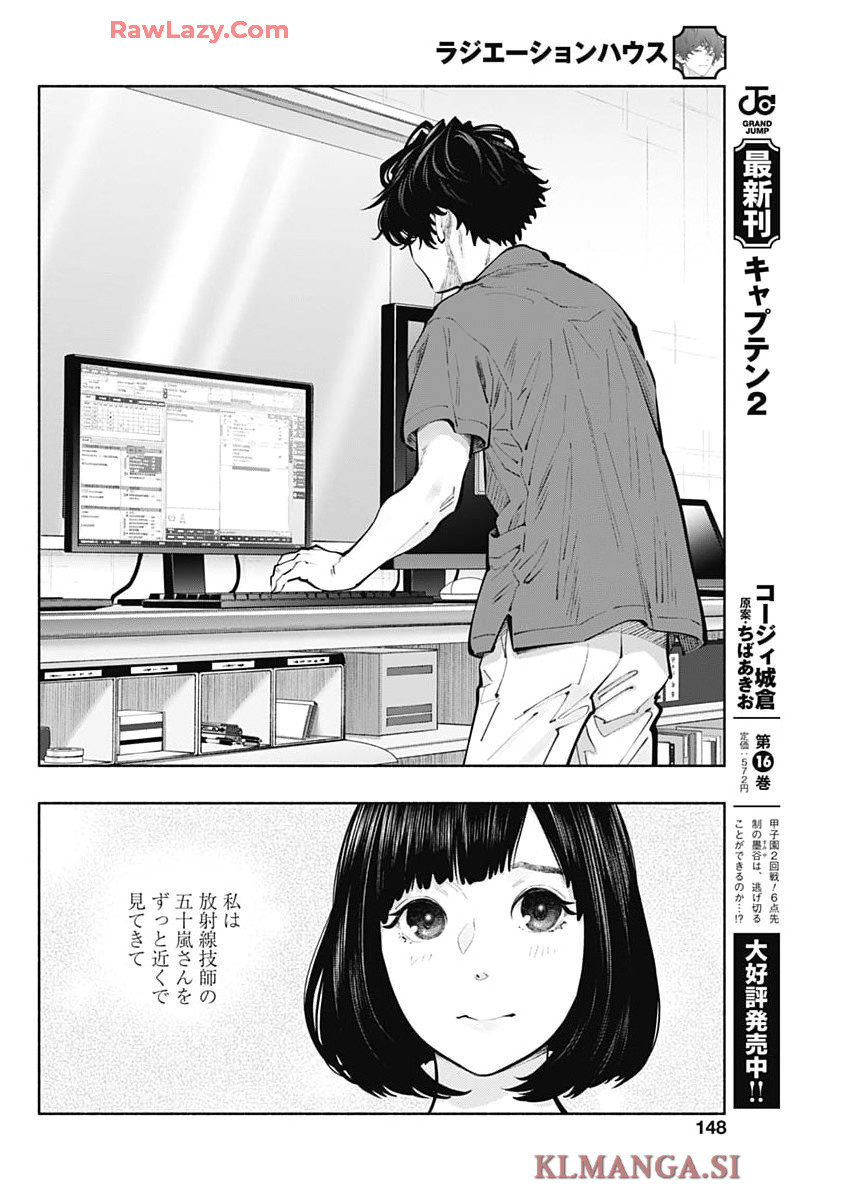 RawLazy.Com
ラジエーションハウス
GRAND
JUMP
最新刊
キャプテン2
コージィ城倉
原案・ちばあきお
第16巻
定価:572円
甲子園2回戦!6点先
制の墨谷は、逃げ切る
ことができるのか…!?
大好評発売中!!
私は
放射線技師の
五十嵐さんを
ずっと近くで
見てきて
148
KLMANGA.SI